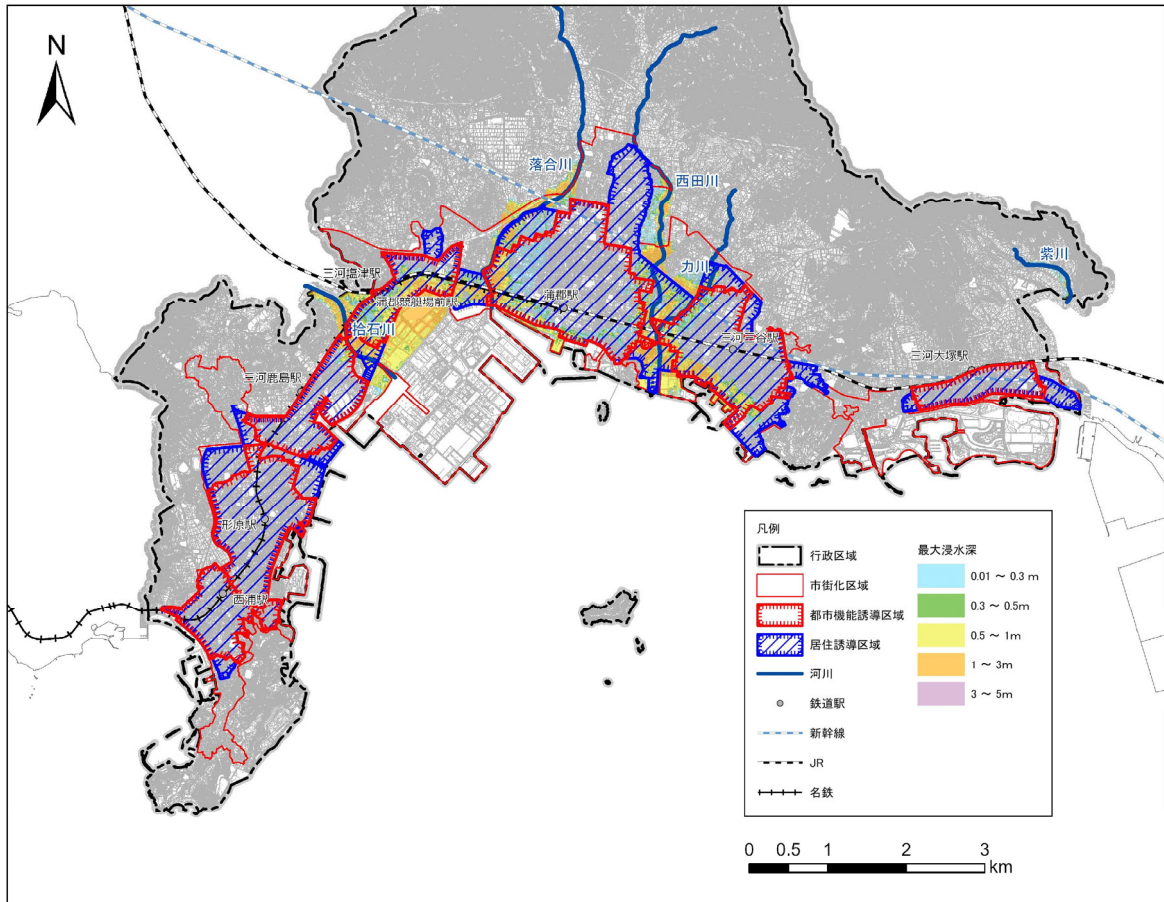 N
落合川
西田川
力川
紫川
三河塩津駅
蒲郡競艇場前駅
蒲郡駅
拾石川
三河三谷駅
三河大塚駅
三河鹿島駅
形原駅
西浦駅
凡例
行政区域
市街化区域
都市機能誘導区域
居住誘導区域
河川
鉄道駅
新幹線
JR
名鉄
最大浸水深
0.01 ～ 0.3 m
0.3 ～ 0.5m
0.5 ～ 1m
1 ～ 3m
3 ～ 5m
0 0.5 1 2 3
km